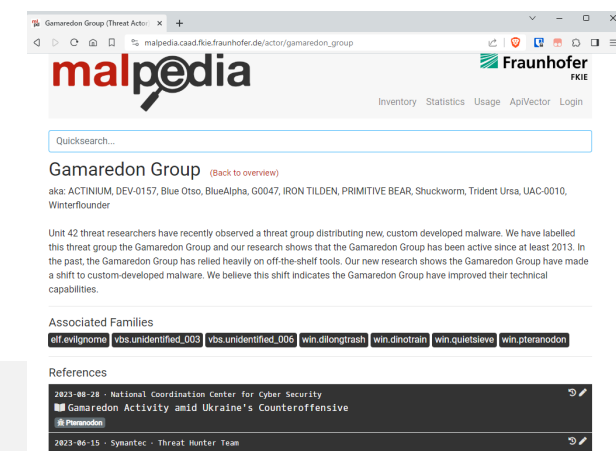 Gamaredon Group (Threat Actor)
malpedia.caad.fkie.fraunhofer.de/actor/gamaredon_group
malpedia
Fraunhofer
FKIE
Inventory Statistics Usage ApiVector Login
Quicksearch...
Gamaredon Group (Back to overview)
aka: ACTINIUM, DEV-0157, Blue Otso, BlueAlpha, G0047, IRON TILDEN, PRIMITIVE BEAR, Shuckworm, Trident Ursa, UAC-0010,
Winterflounder
Unit 42 threat researchers have recently observed a threat group distributing new, custom developed malware. We have labelled
this threat group the Gamaredon Group and our research shows that the Gamaredon Group has been active since at least 2013. In
the past, the Gamaredon Group has relied heavily on off-the-shelf tools. Our new research shows the Gamaredon Group have made
a shift to custom-developed malware. We believe this shift indicates the Gamaredon Group have improved their technical
capabilities.
Associated Families
elf.evilgnome vbs.unidentified_003 vbs.unidentified_006 win.dilongtrash win.dinotrain win.quietsieve win.pteranodon
References
2023-08-28 · National Coordination Center for Cyber Security
Gamaredon Activity amid Ukraine's Counteroffensive
Pteranodon
2023-06-15 · Symantec · Threat Hunter Team